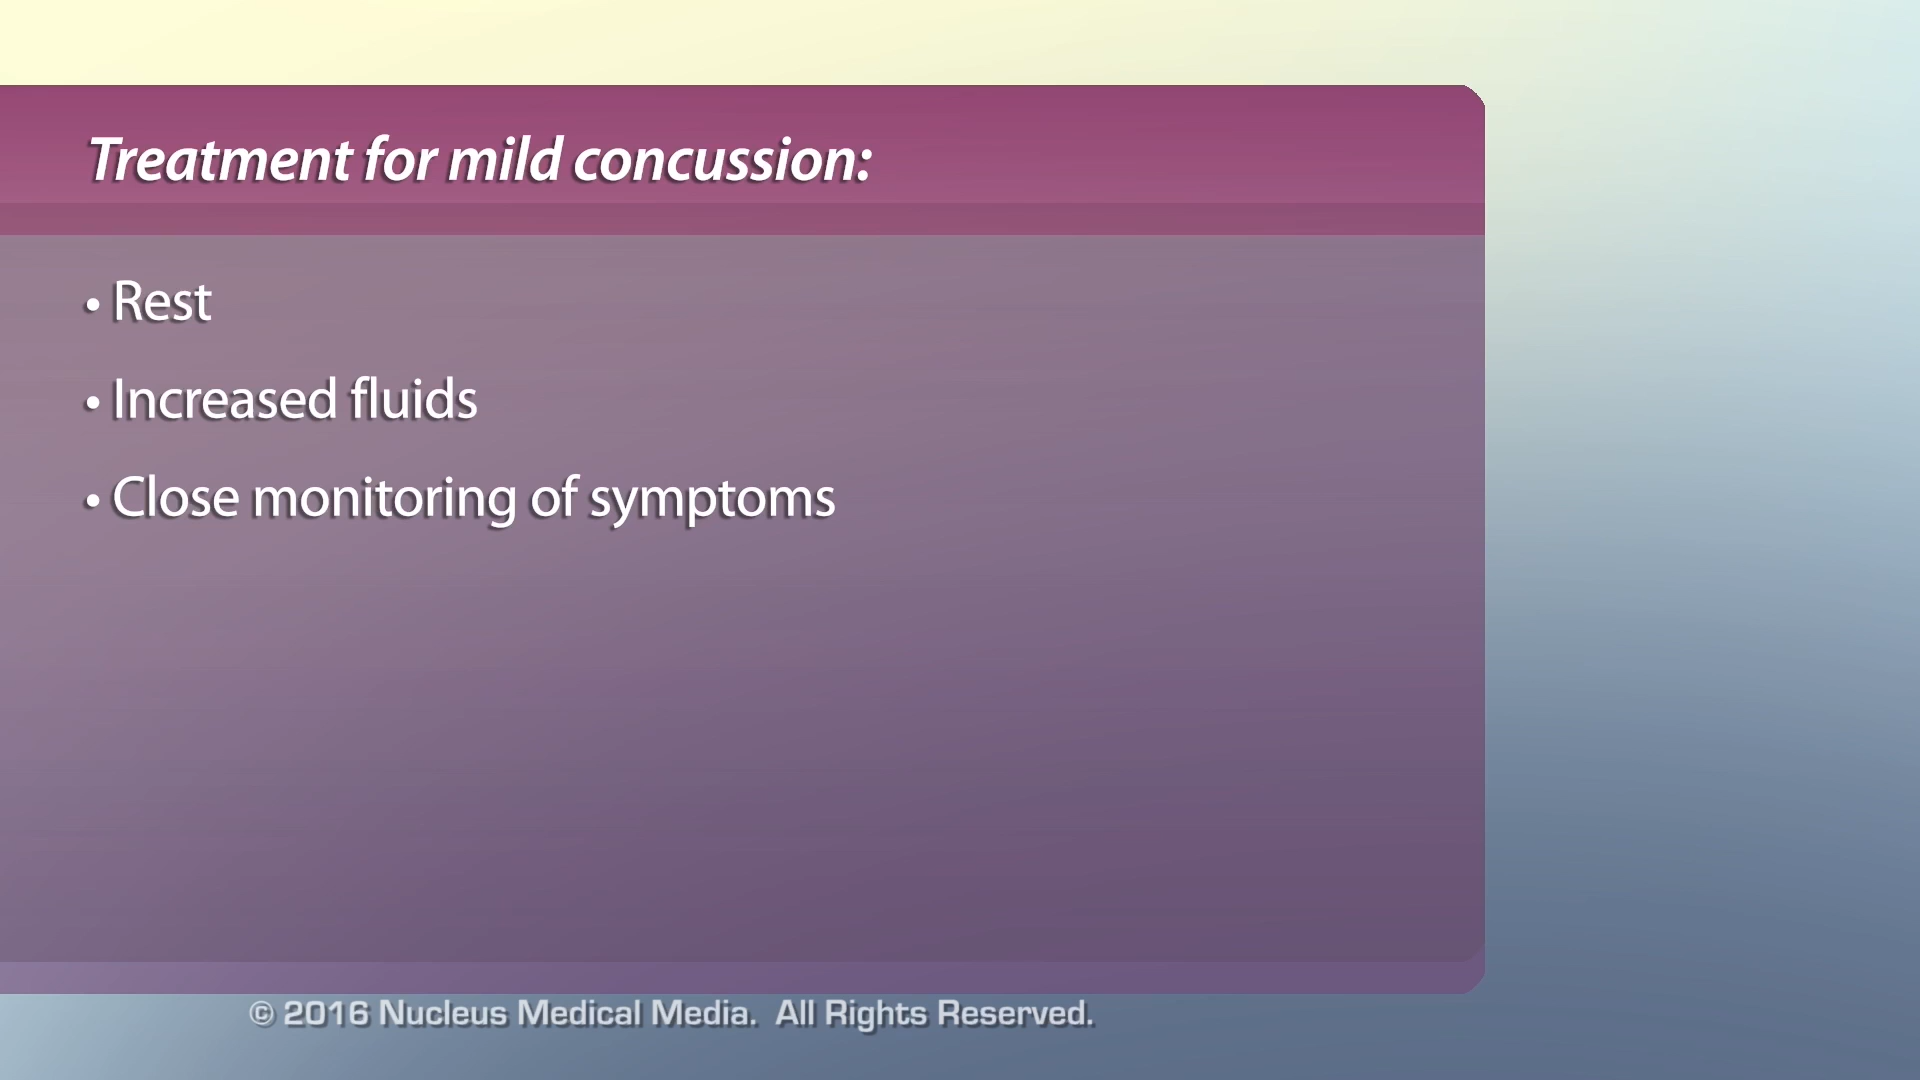 Treatment for mild concussion:
• Rest
• Increased fluids
• Close monitoring of symptoms
© 2016 Nucleus Medical Media. All Rights Reserved.